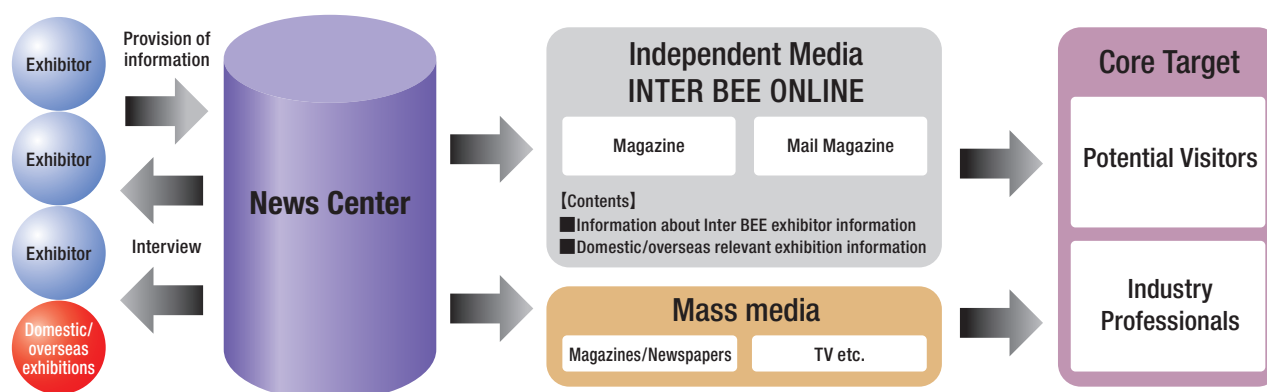 Exhibitor
Exhibitor
Exhibitor
Domestic/
overseas
exhibitions
Provision of
information
Interview
News Center
Independent Media
INTER BEE ONLINE
Magazine
Mail Magazine
【Contents】
■Information about Inter BEE exhibitor information
■Domestic/overseas relevant exhibition information
Mass media
Magazines/Newspapers
TV etc.
Core Target
Potential Visitors
Industry
Professionals